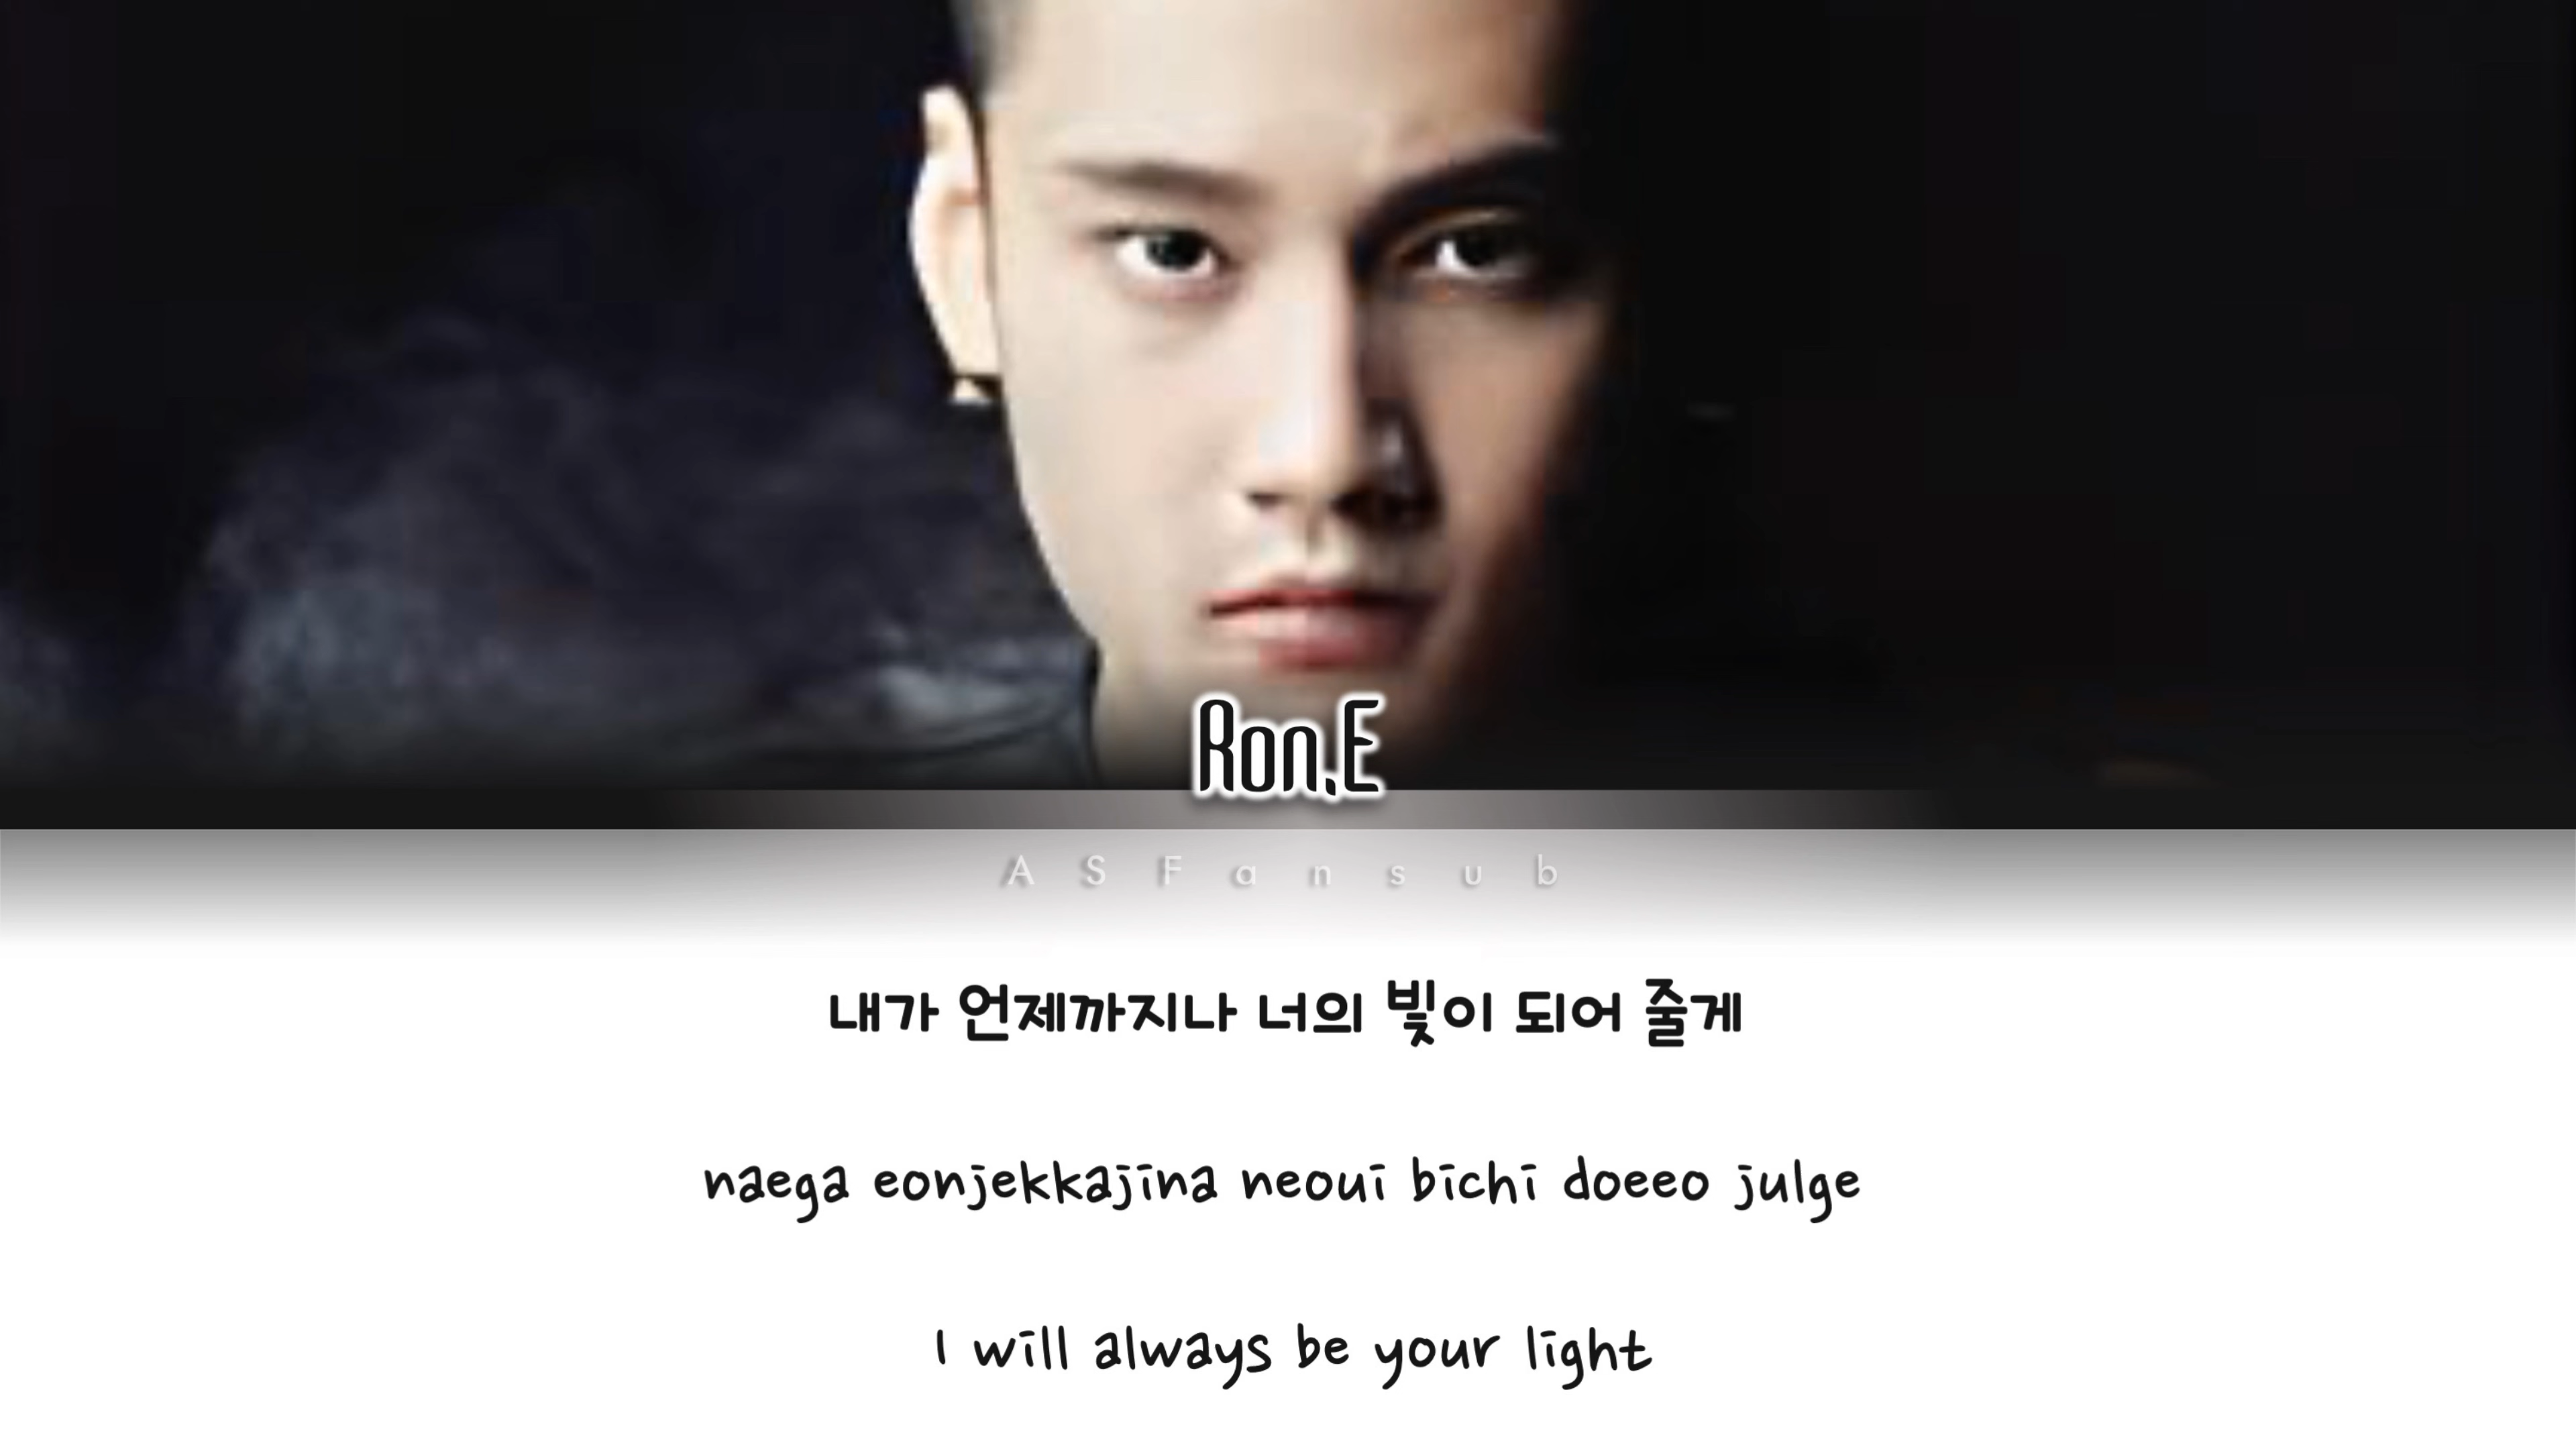 Ron.E
ASFansub
내가 언제까지나 너의 빛이 되어 줄게
naega eonjekkajina neoui bichi doeeo julge
I will always be your light